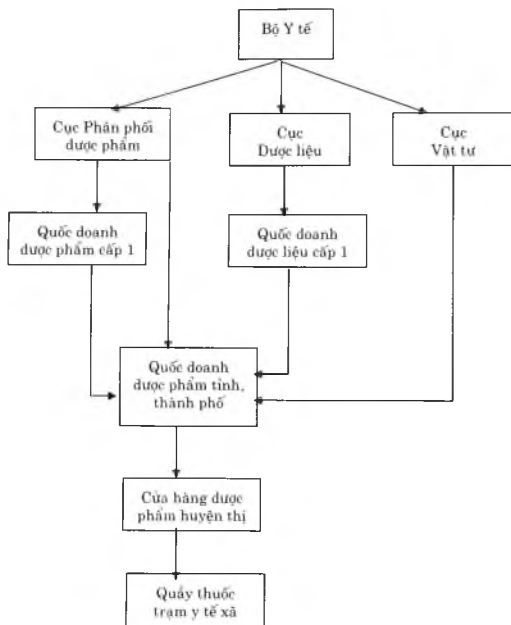 Bộ Y tế
Cục Phân phối
dược phẩm
Cục
Dược liệu
Cục
Vật tư
Quốc doanh
dược phẩm cấp 1
Quốc doanh
dược liệu cấp 1
Quốc doanh
dược phẩm tỉnh,
thành phố
Cửa hàng dược
phẩm huyện thị
Quầy thuốc
trạm y tế xã